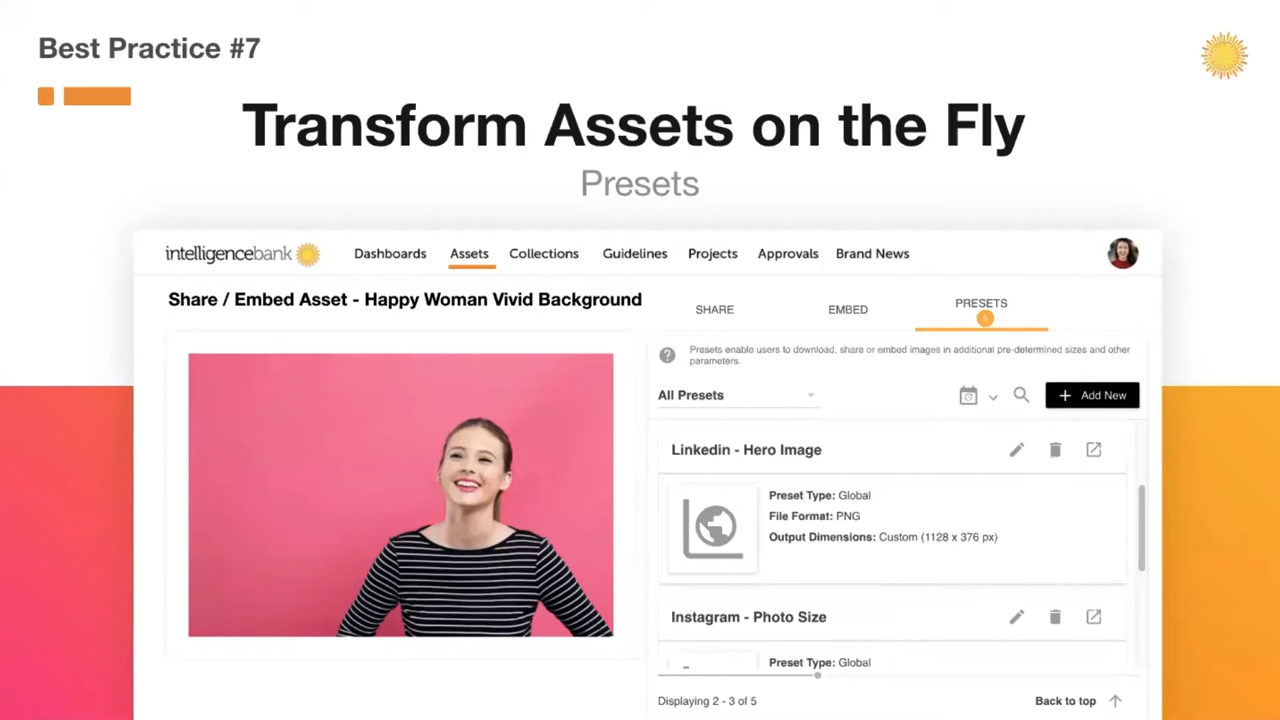 Best Practice #7
Transform Assets on the Fly
Presets
intelligencebank
Dashboards
Assets
Collections
Guidelines
Projects
Approvals
Brand News
Share / Embed Asset - Happy Woman Vivid Background
SHARE
EMBED
PRESETS
5
Presets enable users to download, share or embed images in additional pre-determined sizes and other
parameters.
All Presets
+ Add New
Linkedin - Hero Image
Preset Type: Global
File Format: PNG
Output Dimensions: Custom (1128 x 376 px)
Instagram - Photo Size
Preset Type: Global
Displaying 2 - 3 of 5
Back to top